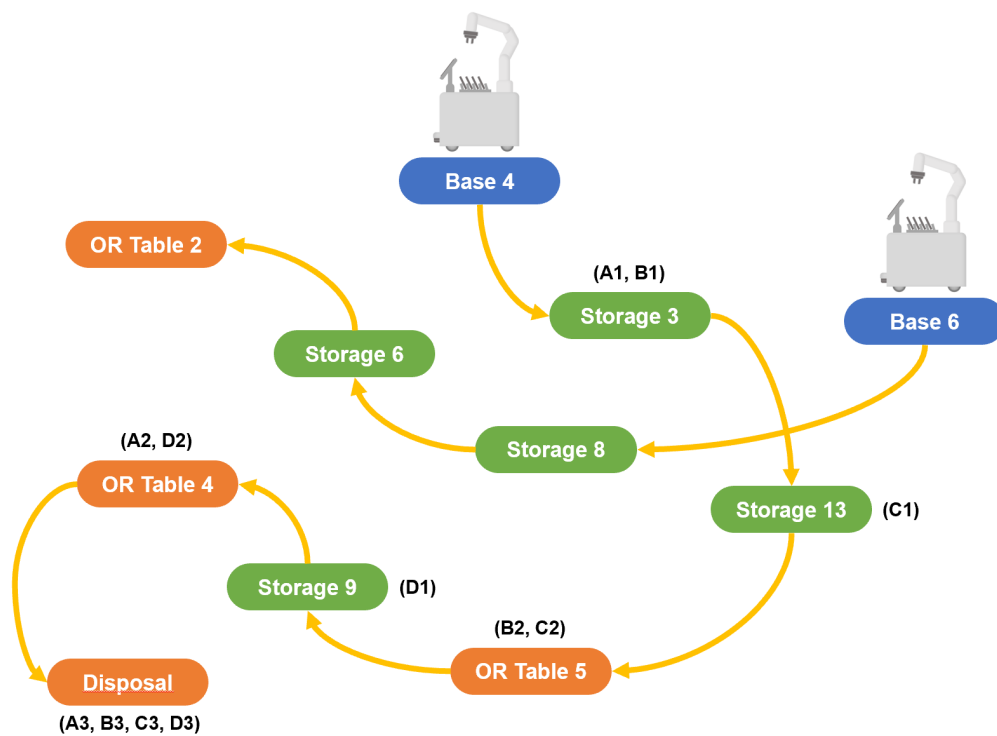 Base 4
OR Table 2
(A1, B1)
Storage 3
Base 6
Storage 6
(A2, D2)
Storage 8
OR Table 4
Storage 13
(C1)
Storage 9
(D1)
(B2, C2)
OR Table 5
Disposal
(A3, B3, C3, D3)